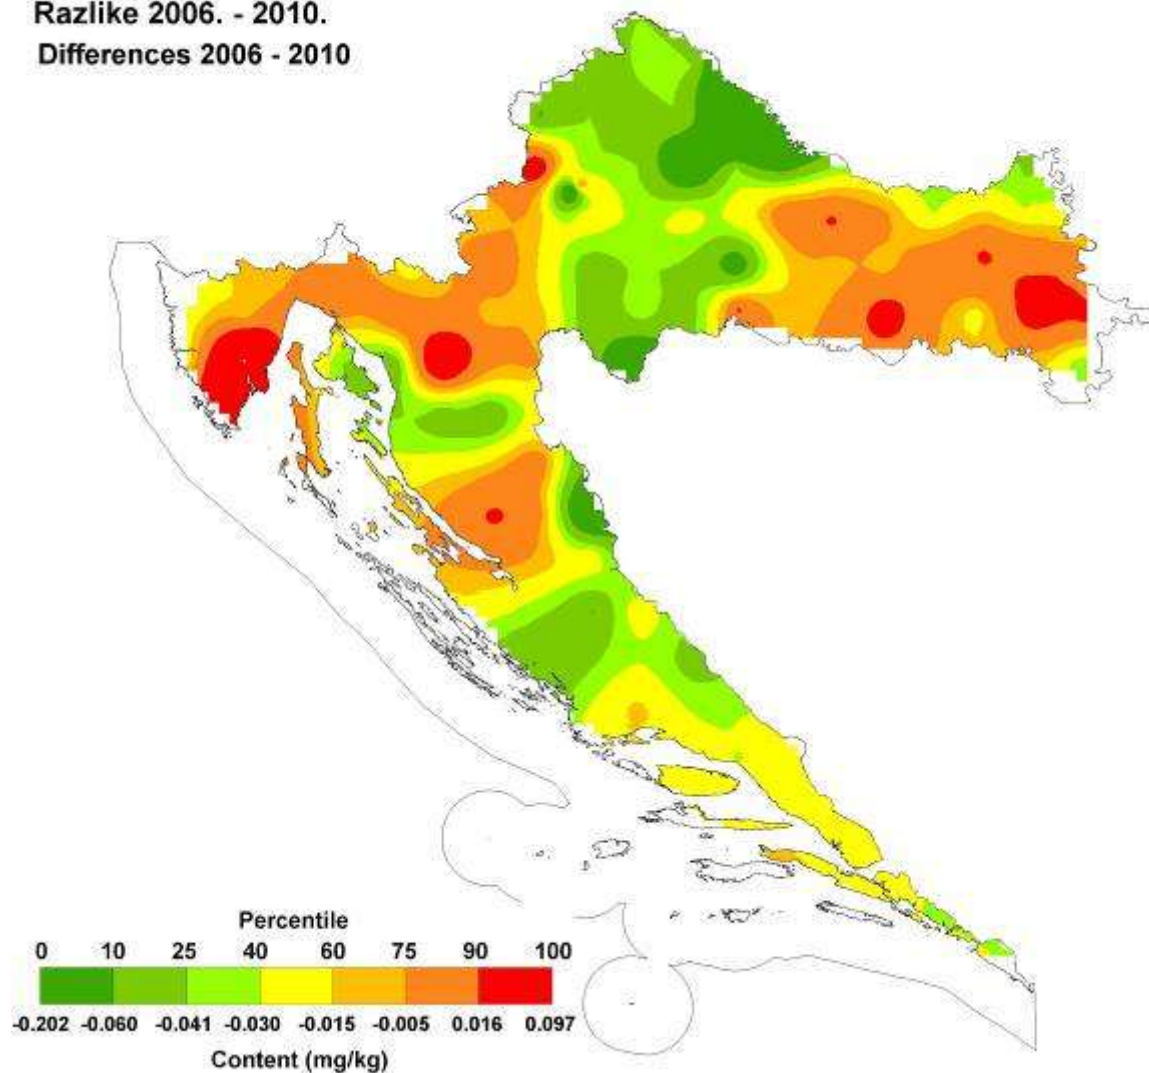 Razlike 2006. - 2010.
Differences 2006 - 2010
Percentile
0 10 25 40 60 75 90 100
-0.202 -0.060 -0.041 -0.030 -0.015 -0.005 0.016 0.097
Content (mg/kg)